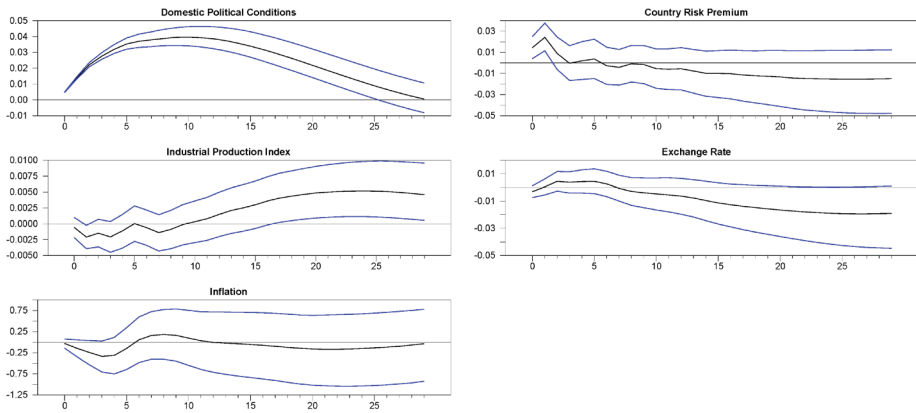 Domestic Political Conditions
0.05
0.04
0.03
0.02
0.01
0.00
-0.01
0 5 10 15 20 25
Country Risk Premium
0.03
0.01
-0.01
-0.03
-0.05
0 5 10 15 20 25
Industrial Production Index
0.0100
0.0075
0.0050
0.0025
0.0000
-0.0025
-0.0050
0 5 10 15 20 25
Exchange Rate
0.01
-0.01
-0.03
-0.05
0 5 10 15 20 25
Inflation
0.75
0.25
-0.25
-0.75
-1.25
0 5 10 15 20 25